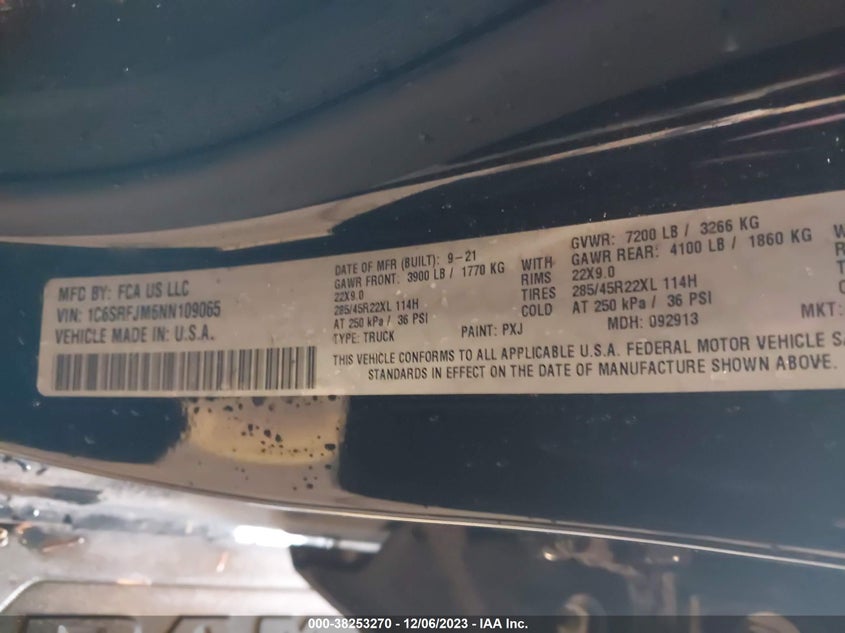 MFC BY: FCA US LLC
VIN: 1C6SRFJM6NN109065
VEHICLE MADE IN: U.S.A.
DATE OF MFR (BUILT): 9-21
GAWR FRONT: 3900 LB / 1770 KG
22X9.0
285/45R22XL 114H
AT 250 kPa / 36 PSI
TYPE: TRUCK
PAINT: PXJ
WITH
RIMS
COLD
GVWR: 7200 LB / 3266 KG
GAWR REAR: 4100 LB / 1860 KG
22X9.0
285/45R22XL 114H
AT 250 kPa / 36 PSI
MDH: 092913
MKT:
THIS VEHICLE CONFORMS TO ALL APPLICABLE U.S.A. FEDERAL MOTOR VEHICLE SA
STANDARDS IN EFFECT ON THE DATE OF MANUFACTURE SHOWN ABOVE.
000-38253270 - 12/06/2023 - IAA Inc.